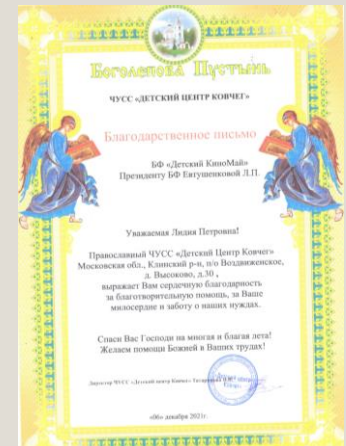 Боголепова Пустынь
ЧУСС «ДЕТСКИЙ ЦЕНТР КОВЧЕГ»
Благодарственное письмо
БФ «Детский КиноМай»
Президенту БФ Евтушенковой Л.П.
Уважаемая Лидия Петровна!
Православный ЧУСС «Детский Центр Ковчег»
Московская обл., Клинский р-н, п/о Воздвиженское,
д. Высоково, д.30 ,
выражает Вам сердечную благодарность
за благотворительную помощь, за Ваше
милосердие и заботу о наших нуждах.
Спаси Вас Господи на многая и благая лета!
Желаем помощи Божией в Ваших трудах!
Директор ЧУСС «Детский центр Ковчег»
«06» декабря 2021г.